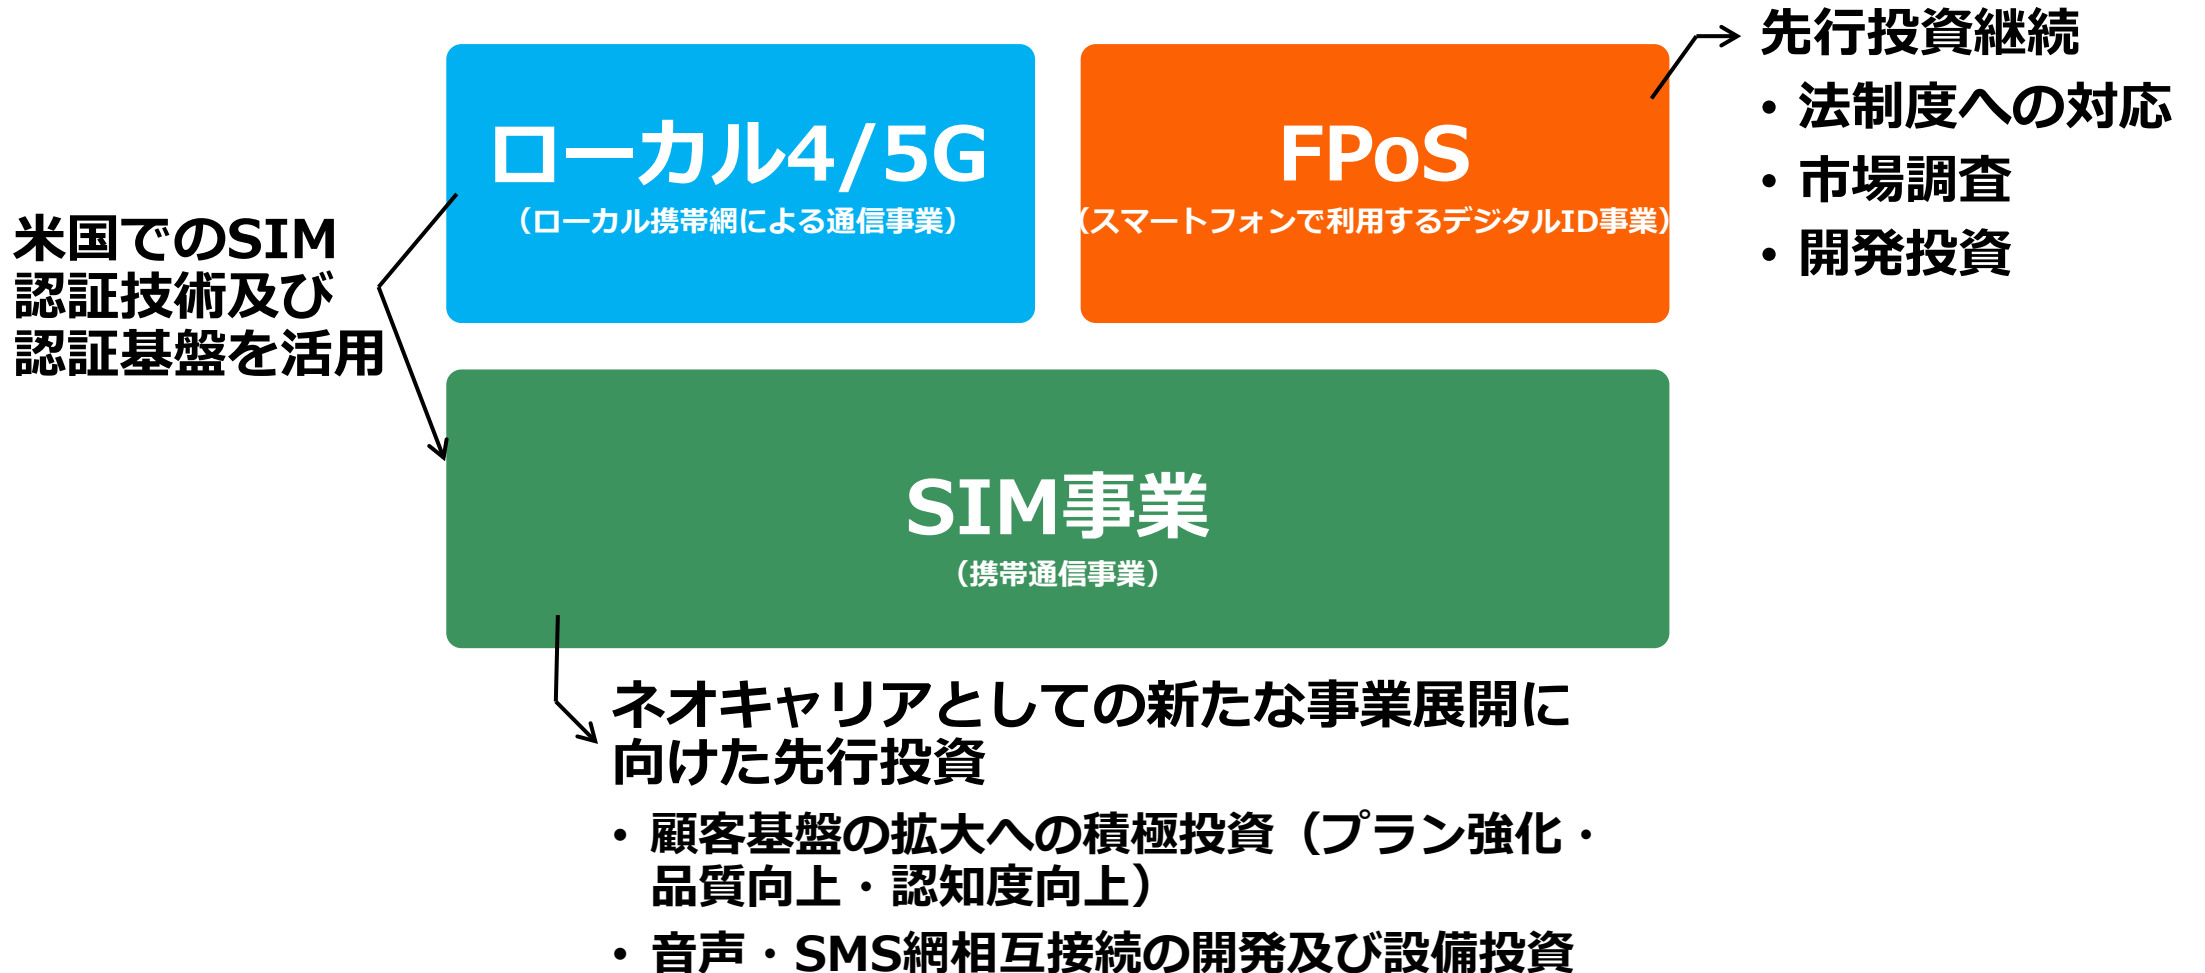 ローカル4/5G
（ローカル携帯網による通信事業）
FPoS
（スマートフォンで利用するデジタルID事業）
先行投資継続
・法制度への対応
・市場調査
・開発投資
米国でのSIM
認証技術及び
認証基盤を活用
SIM事業
（携帯通信事業）
ネオキャリアとしての新たな事業展開に
向けた先行投資
・顧客基盤の拡大への積極投資（プラン強化・
品質向上・認知度向上）
・音声・SMS網相互接続の開発及び設備投資